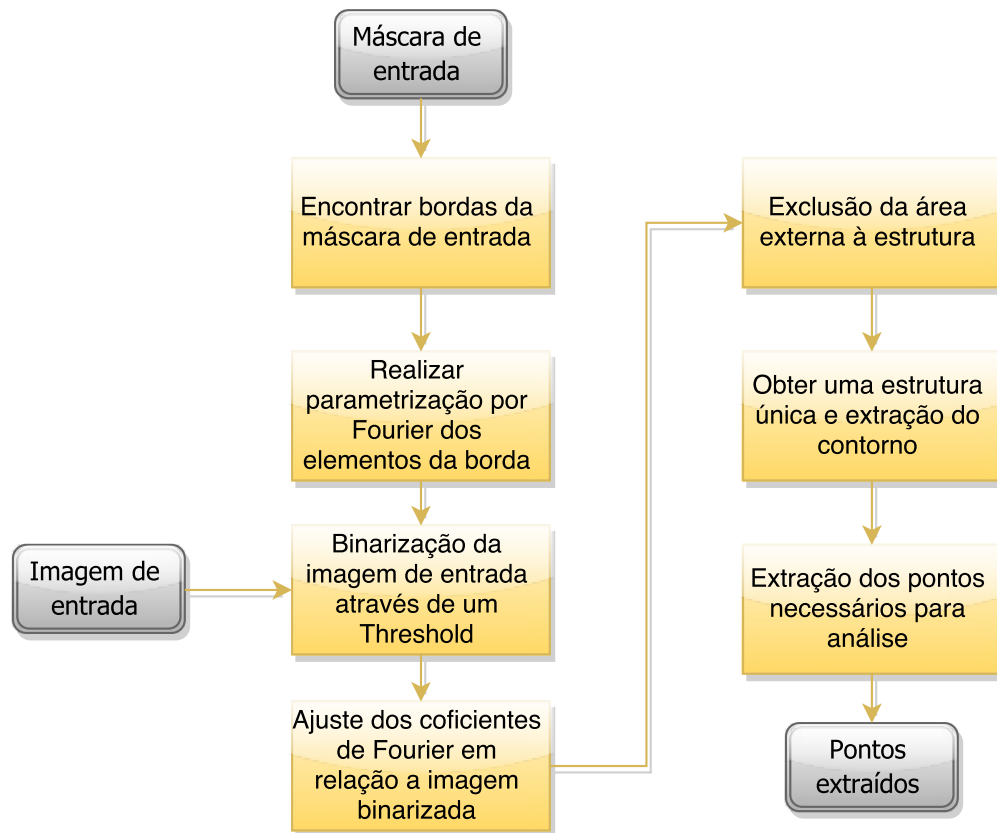 Máscara de
entrada
Encontrar bordas da
máscara de entrada
Realizar
parametrização por
Fourier dos
elementos da borda
Imagem de
entrada
Binarização da
imagem de entrada
através de um
Threshold
Ajuste dos coficientes
de Fourier em
relação a imagem
binarizada
Exclusão da área
externa à estrutura
Obter uma estrutura
única e extração do
contorno
Extração dos pontos
necessários para
análise
Pontos
extraídos